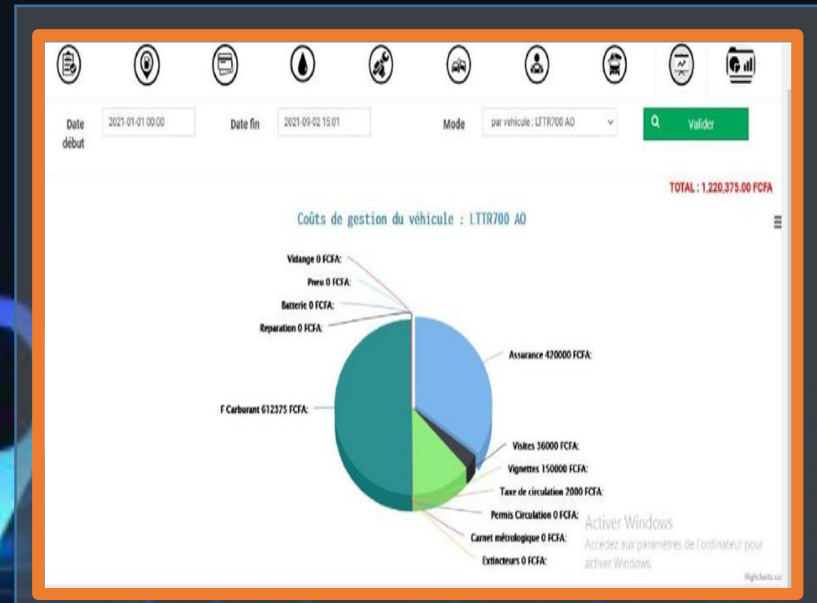 Date début
2021-01-01 00:00
Date fin
2021-09-02 15:01
Mode
par vehicule : LTTR700 AO
Valider
TOTAL : 1,220,375.00 FCFA
Coûts de gestion du véhicule : LTTR700 AO
Vidange 0 FCFA:
Pneu 0 FCFA:
Batterie 0 FCFA:
Reparation 0 FCFA:
Assurance 420000 FCFA:
F Carburant 612375 FCFA:
Visites 36000 FCFA:
Vignettes 150000 FCFA:
Taxe de circulation 2000 FCFA:
Permis Circulation 0 FCFA:
Carnet métrologique 0 FCFA:
Extincteurs 0 FCFA:
Activer Windows
Accédez aux paramètres de l'ordinateur pour
activer Windows.
Highcharts.co